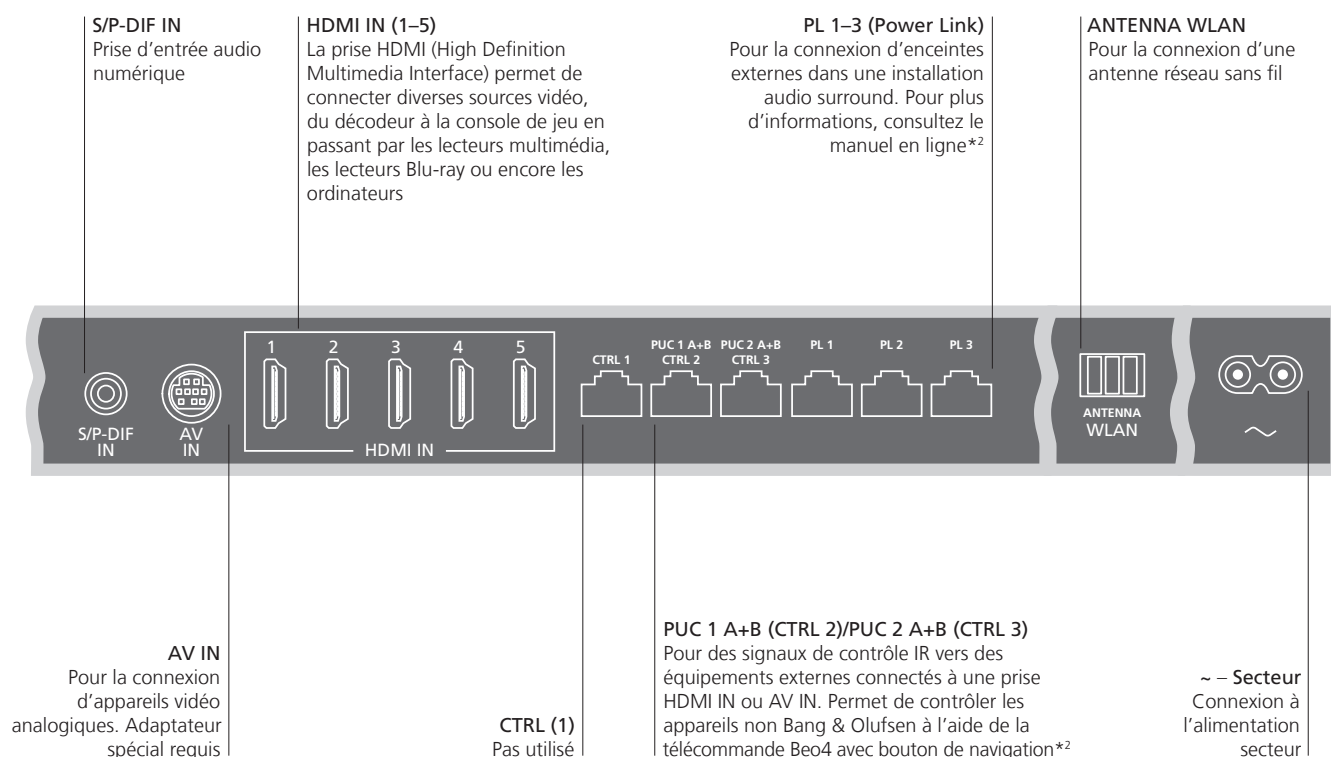 S/P-DIF IN
Prise d’entrée audio
numérique
HDMI IN (1–5)
La prise HDMI (High Definition
Multimedia Interface) permet de
connecter diverses sources vidéo,
du décodeur à la console de jeu en
passant par les lecteurs multimédia,
les lecteurs Blu-ray ou encore les
ordinateurs
PL 1–3 (Power Link)
Pour la connexion d’enceintes
externes dans une installation
audio surround. Pour plus
d’informations, consultez le
manuel en ligne*2
ANTENNA WLAN
Pour la connexion d’une
antenne réseau sans fil
S/P-DIF
IN
AV
IN
1 2 3 4 5
HDMI IN
CTRL 1
PUC 1 A+B
CTRL 2
PUC 2 A+B
CTRL 3
PL 1
PL 2
PL 3
ANTENNA
WLAN
~
AV IN
Pour la connexion
d’appareils vidéo
analogiques. Adaptateur
spécial requis
CTRL (1)
Pas utilisé
PUC 1 A+B (CTRL 2)/PUC 2 A+B (CTRL 3)
Pour des signaux de contrôle IR vers des
équipements externes connectés à une prise
HDMI IN ou AV IN. Permet de contrôler les
appareils non Bang & Olufsen à l’aide de la
télécommande Beo4 avec bouton de navigation*2
~ – Secteur
Connexion à
l’alimentation
secteur